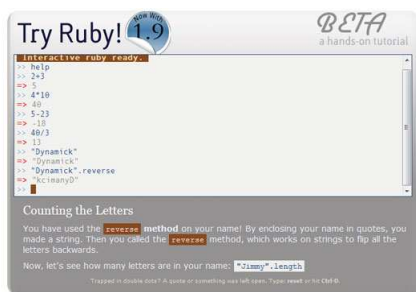 Try Ruby!
Now With
1.9
BETA
a hands-on tutorial
Interactive ruby ready.
>> help
>> 2+3
=> 5
>> 4*10
=> 40
>> 5-23
=> -18
>> 40/3
=> 13
>> "Dynamick"
=> "Dynamick"
>> "Dynamick".reverse
=> "kcimanyD"
>>
Counting the Letters
You have used the reverse method on your name! By enclosing your name in quotes, you
made a string. Then you called the reverse method, which works on strings to flip all the
letters backwards.
Now, let's see how many letters are in your name: "Jimmy".length
Trapped in double dots? A quote or something was left open. Type: reset or hit Ctrl-D.